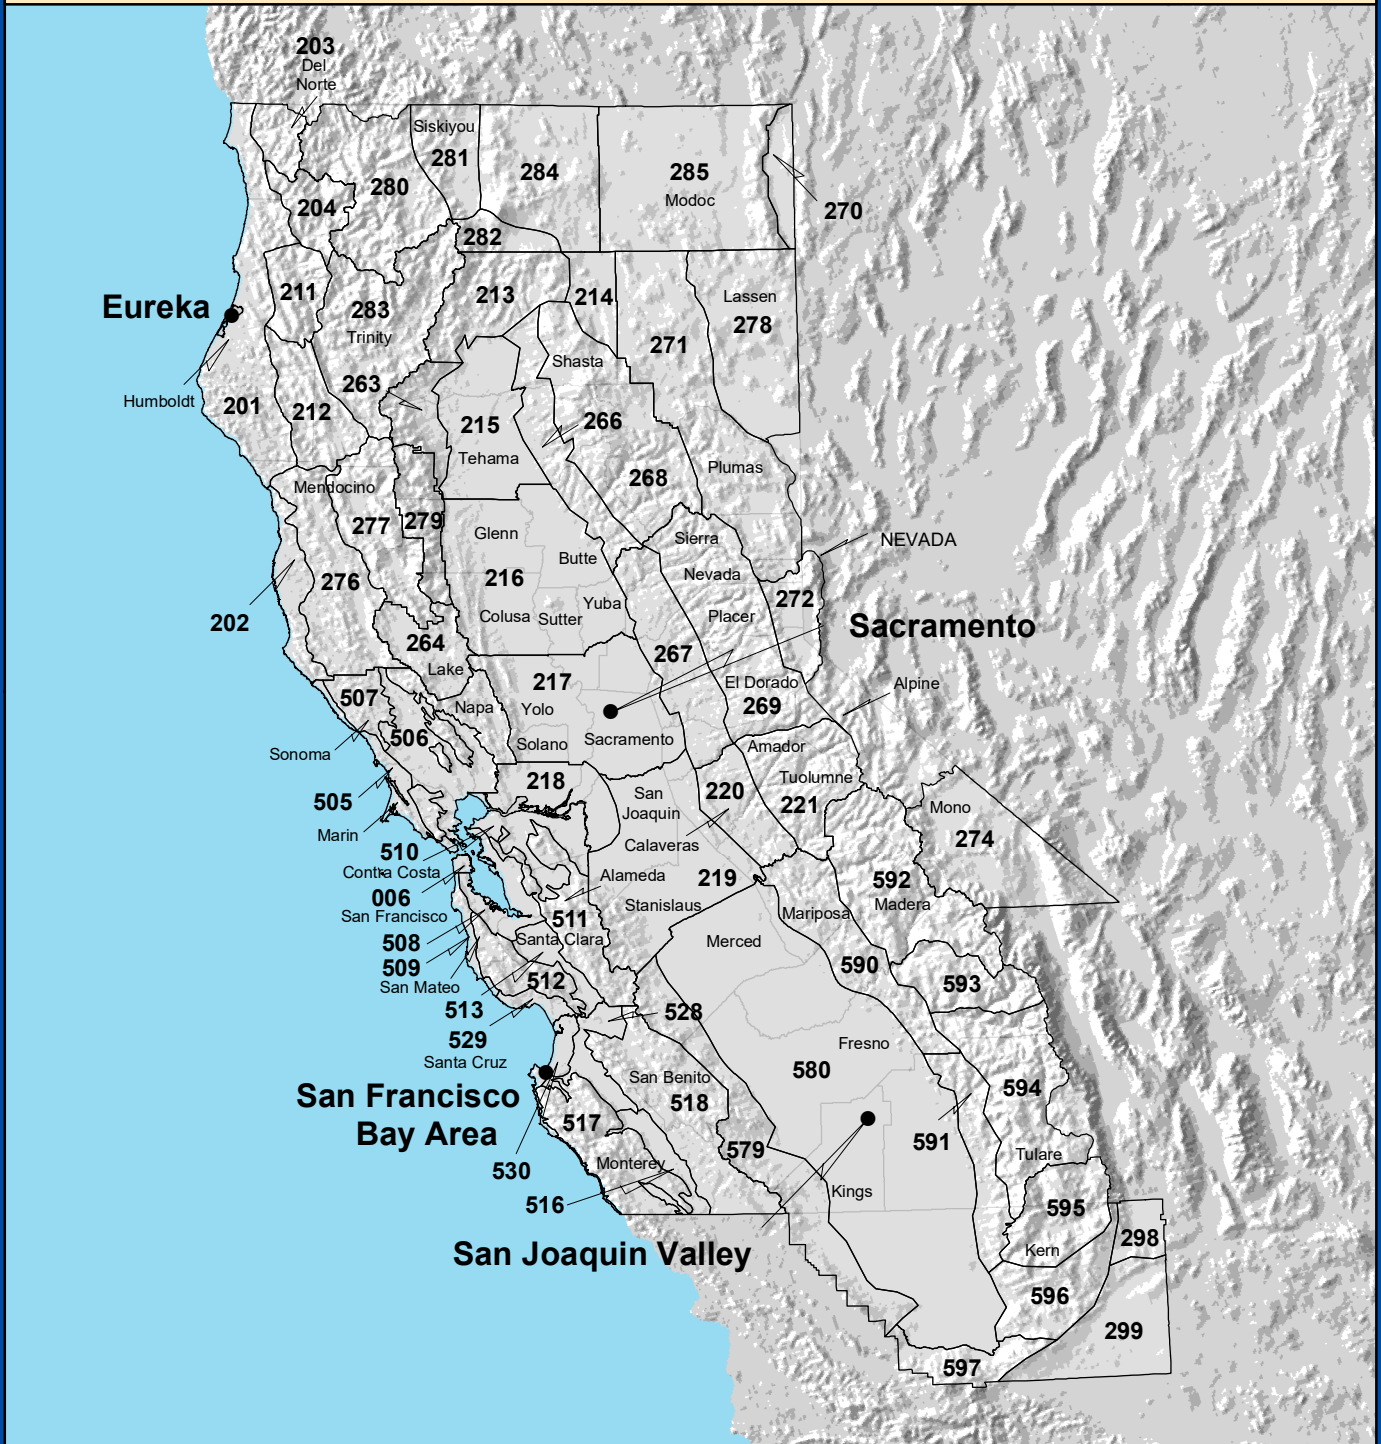 203
Del
Norte
Siskiyou
281
284
285
Modoc
280
204
270
282
211
213
214
Lassen
283
278
Eureka
Trinity
271
Shasta
263
Humboldt
201
212
215
266
Tehama
268
Plumas
Mendocino
277
279
Glenn
Sierra
NEVADA
Butte
216
Nevada
276
272
Yuba
Colusa
Sutter
Placer
202
Sacramento
264
267
Lake
217
El Dorado
Alpine
507
Napa
Yolo
269
506
Sacramento
Solano
Amador
Sonoma
218
Tuolumne
220
San
Joaquin
221
Mono
505
Marin
274
Calaveras
510
Contra Costa
Alameda
219
592
006
San Francisco
Stanislaus
Madera
Mariposa
511
508
Santa Clara
Merced
509
590
San Mateo
512
593
513
528
529
Fresno
Santa Cruz
580
San Benito
594
San Francisco
Bay Area
518
517
591
579
Tulare
Monterey
530
Kings
516
595
298
San Joaquin Valley
Kern
596
299
597